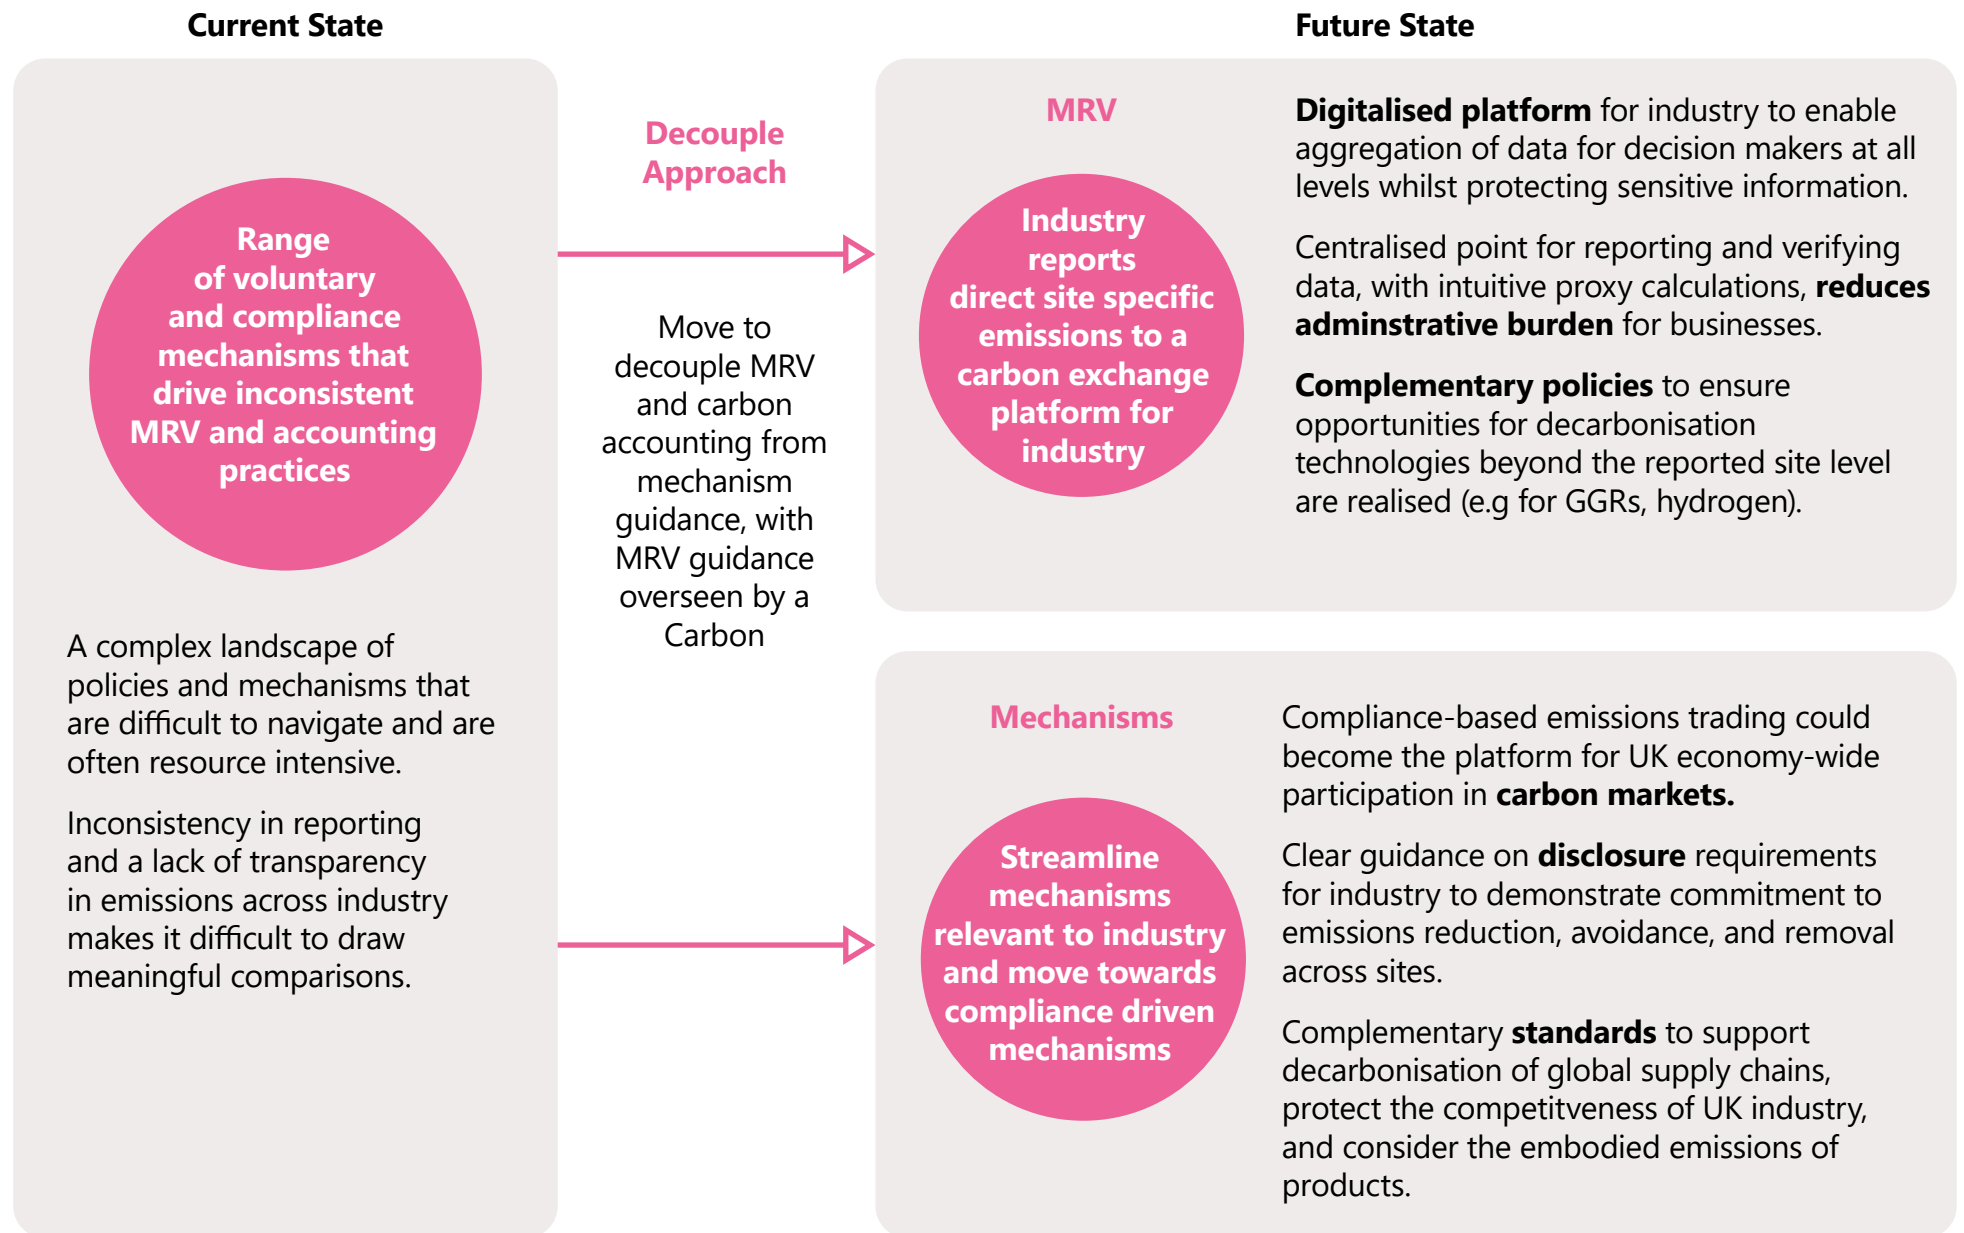 Current State
Range
of voluntary
and compliance
mechanisms that
drive inconsistent
MRV and accounting
practices
A complex landscape of
policies and mechanisms that
are difficult to navigate and are
often resource intensive.
Inconsistency in reporting
and a lack of transparency
in emissions across industry
makes it difficult to draw
meaningful comparisons.
Decouple
Approach
Move to
decouple MRV
and carbon
accounting from
mechanism
guidance, with
MRV guidance
overseen by a
Carbon
Future State
MRV
Industry
reports
direct site specific
emissions to a
carbon exchange
platform for
industry
Digitalised platform for industry to enable
aggregation of data for decision makers at all
levels whilst protecting sensitive information.
Centralised point for reporting and verifying
data, with intuitive proxy calculations, reduces
adminstrative burden for businesses.
Complementary policies to ensure
opportunities for decarbonisation
technologies beyond the reported site level
are realised (e.g for GGRs, hydrogen).
Mechanisms
Streamline
mechanisms
relevant to industry
and move towards
compliance driven
mechanisms
Compliance-based emissions trading could
become the platform for UK economy-wide
participation in carbon markets.
Clear guidance on disclosure requirements
for industry to demonstrate commitment to
emissions reduction, avoidance, and removal
across sites.
Complementary standards to support
decarbonisation of global supply chains,
protect the competitveness of UK industry,
and consider the embodied emissions of
products.